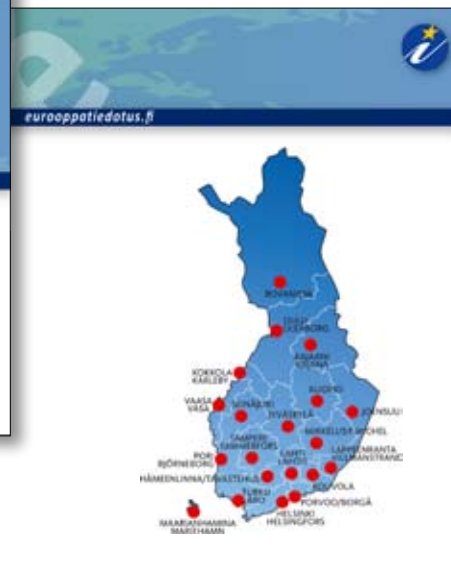 eurooppatiedotus.fi
ROVANIEMI
OULU
ULEÅBORG
KAJAANI
KAJANA
KOKKOLA
KARLEBY
KUOPIO
VAASA
VASA
SEINÄJOKI
JYVÄSKYLÄ
JOENSUU
MIKKELI/ST MICHEL
TAMPERE
TAMMERFORS
LAHTI
LAHTIS
LAPPEENRANTA
VILLMANSTRAND
PORI
BJÖRNEBORG
HÄMEENLINNA/TAVASTEHUS
KOUVOLA
TURKU
ÅBO
PORVOO/BORGÅ
HELSINKI
HELSINGFORS
MAARIANHAMINA
MARIEHAMN